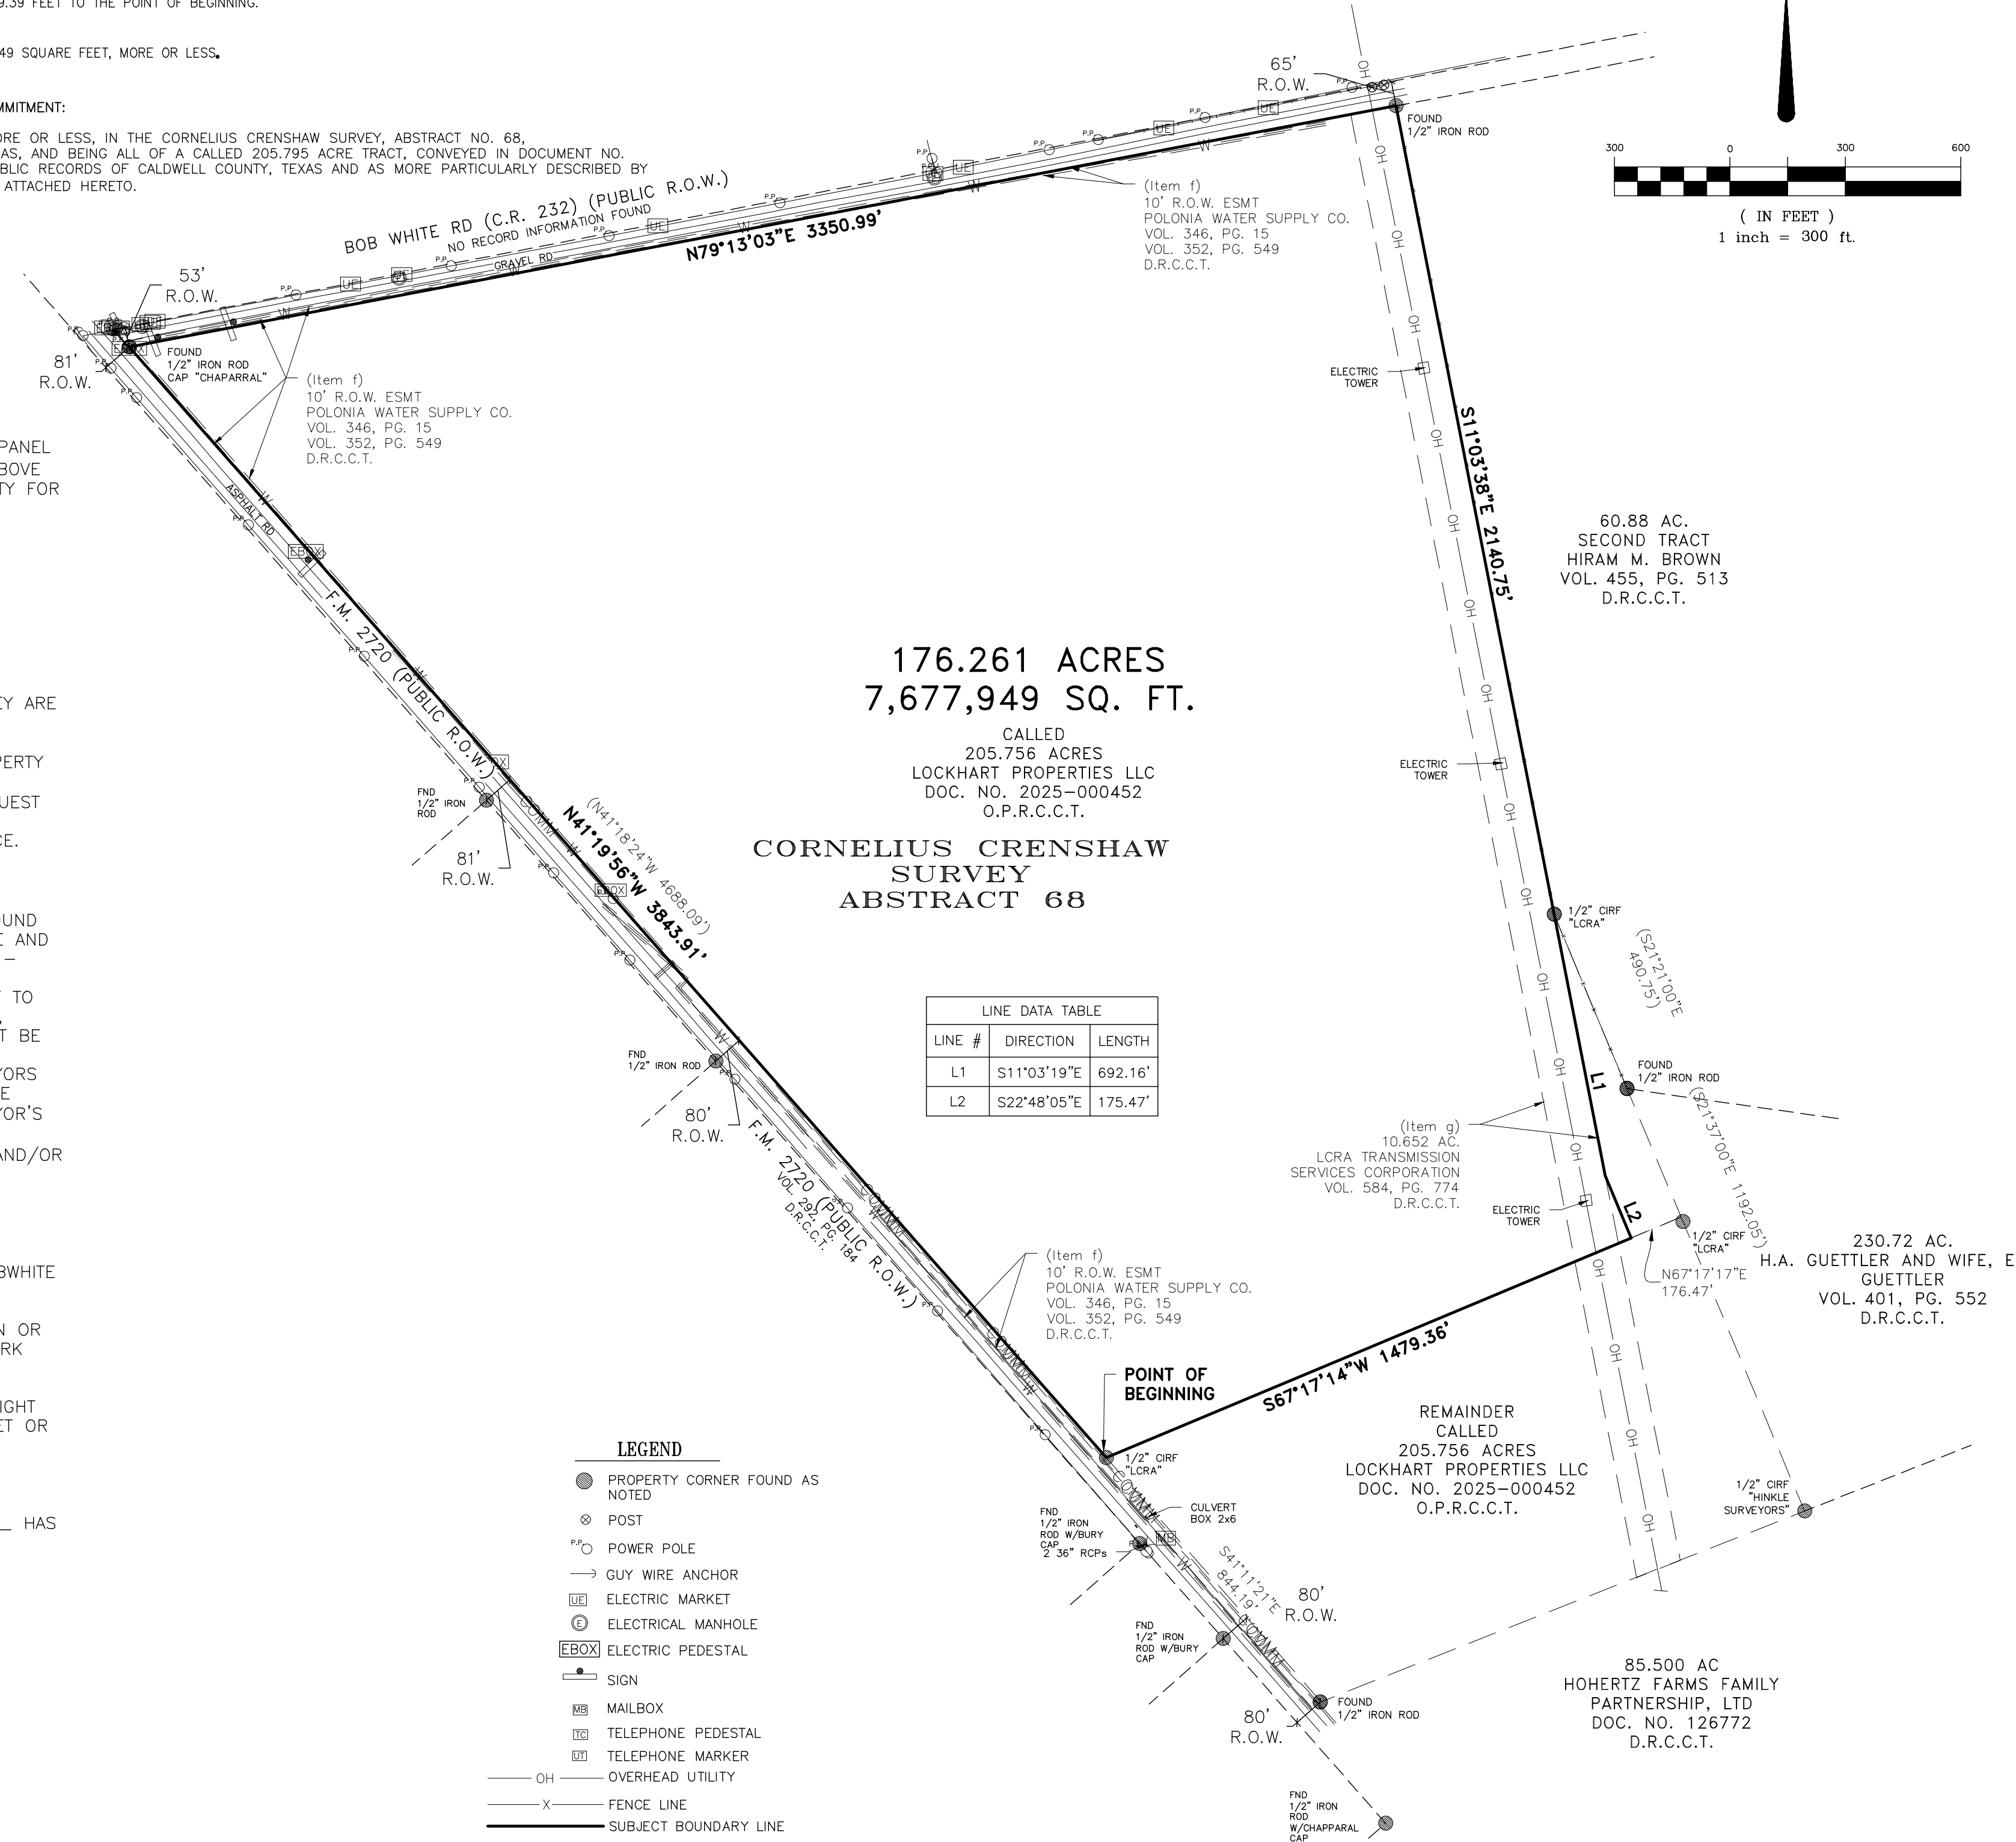 9.39 FEET TO THE POINT OF BEGINNING.
49 SQUARE FEET, MORE OR LESS.
MMITMENT:
ORE OR LESS, IN THE CORNELIUS CRENSHAW SURVEY, ABSTRACT NO. 68,
AS, AND BEING ALL OF A CALLED 205.795 ACRE TRACT, CONVEYED IN DOCUMENT NO.
BLIC RECORDS OF CALDWELL COUNTY, TEXAS AND AS MORE PARTICULARLY DESCRIBED BY
ATTACHED HERETO.
PANEL
BOVE
TY FOR
EY ARE
PERTY
UEST
CE.
OUND
E AND
–
T TO
T BE
YORS
E
YOR'S
AND/OR
BWHITE
N OR
RK
IGHT
ET OR
HAS
300 0 300 600
( IN FEET )
1 inch = 300 ft.
65'
R.O.W.
FOUND
1/2" IRON ROD
BOB WHITE RD (C.R. 232) (PUBLIC R.O.W.)
NO RECORD INFORMATION FOUND
GRAVEL RD
N79°13'03"E 3350.99'
(Item f)
10' R.O.W. ESMT
POLONIA WATER SUPPLY CO.
VOL. 346, PG. 15
VOL. 352, PG. 549
D.R.C.C.T.
53'
R.O.W.
81'
R.O.W.
FOUND
1/2" IRON ROD
CAP "CHAPARRAL"
(Item f)
10' R.O.W. ESMT
POLONIA WATER SUPPLY CO.
VOL. 346, PG. 15
VOL. 352, PG. 549
D.R.C.C.T.
ASPHALT RD
EBOX
F.M. 2720 (PUBLIC R.O.W.)
ELECTRIC
TOWER
S11°03'38"E 2140.75'
60.88 AC.
SECOND TRACT
HIRAM M. BROWN
VOL. 455, PG. 513
D.R.C.C.T.
176.261 ACRES
7,677,949 SQ. FT.
CALLED
205.756 ACRES
LOCKHART PROPERTIES LLC
DOC. NO. 2025-000452
O.P.R.C.C.T.
CORNELIUS CRENSHAW
SURVEY
ABSTRACT 68
ELECTRIC
TOWER
FND
1/2" IRON
ROD
81'
R.O.W.
(N41°18'24"W 4688.09')
N41°19'56"W 3843.91'
1/2" CIRF
"LCRA"
(S21°21'00"E
490.75')
LINE DATA TABLE
LINE # DIRECTION LENGTH
L1 S11°03'19"E 692.16'
L2 S22°48'05"E 175.47'
FND
1/2" IRON ROD
80'
R.O.W.
F.M. 2720 (PUBLIC R.O.W.)
VOL. 292, PG. 184
D.R.C.C.T.
L1
FOUND
1/2" IRON ROD
(S21°37'00"E 1192.05')
(Item g)
10.652 AC.
LCRA TRANSMISSION
SERVICES CORPORATION
VOL. 584, PG. 774
D.R.C.C.T.
ELECTRIC
TOWER
L2
1/2" CIRF
"LCRA"
N67°17'17"E
176.47'
230.72 AC.
H.A. GUETTLER AND WIFE, E
GUETTLER
VOL. 401, PG. 552
D.R.C.C.T.
(Item f)
10' R.O.W. ESMT
POLONIA WATER SUPPLY CO.
VOL. 346, PG. 15
VOL. 352, PG. 549
D.R.C.C.T.
S67°17'14"W 1479.36'
POINT OF
BEGINNING
1/2" CIRF
"LCRA"
REMAINDER
CALLED
205.756 ACRES
LOCKHART PROPERTIES LLC
DOC. NO. 2025-000452
O.P.R.C.C.T.
1/2" CIRF
"HINKLE
SURVEYORS"
CULVERT
BOX 2x6
FND
1/2" IRON
ROD W/BURY
CAP
2 36" RCPs
MB
S41°11'21"E
844.19'
80'
R.O.W.
FND
1/2" IRON
ROD W/BURY
CAP
COMM
FOUND
1/2" IRON ROD
80'
R.O.W.
85.500 AC
HOHERTZ FARMS FAMILY
PARTNERSHIP, LTD
DOC. NO. 126772
D.R.C.C.T.
FND
1/2" IRON
ROD
W/CHAPPARAL
CAP
LEGEND
PROPERTY CORNER FOUND AS
NOTED
POST
P.P. POWER POLE
GUY WIRE ANCHOR
UE ELECTRIC MARKET
E ELECTRICAL MANHOLE
EBOX ELECTRIC PEDESTAL
SIGN
MB MAILBOX
TC TELEPHONE PEDESTAL
UT TELEPHONE MARKER
OH OVERHEAD UTILITY
X FENCE LINE
SUBJECT BOUNDARY LINE